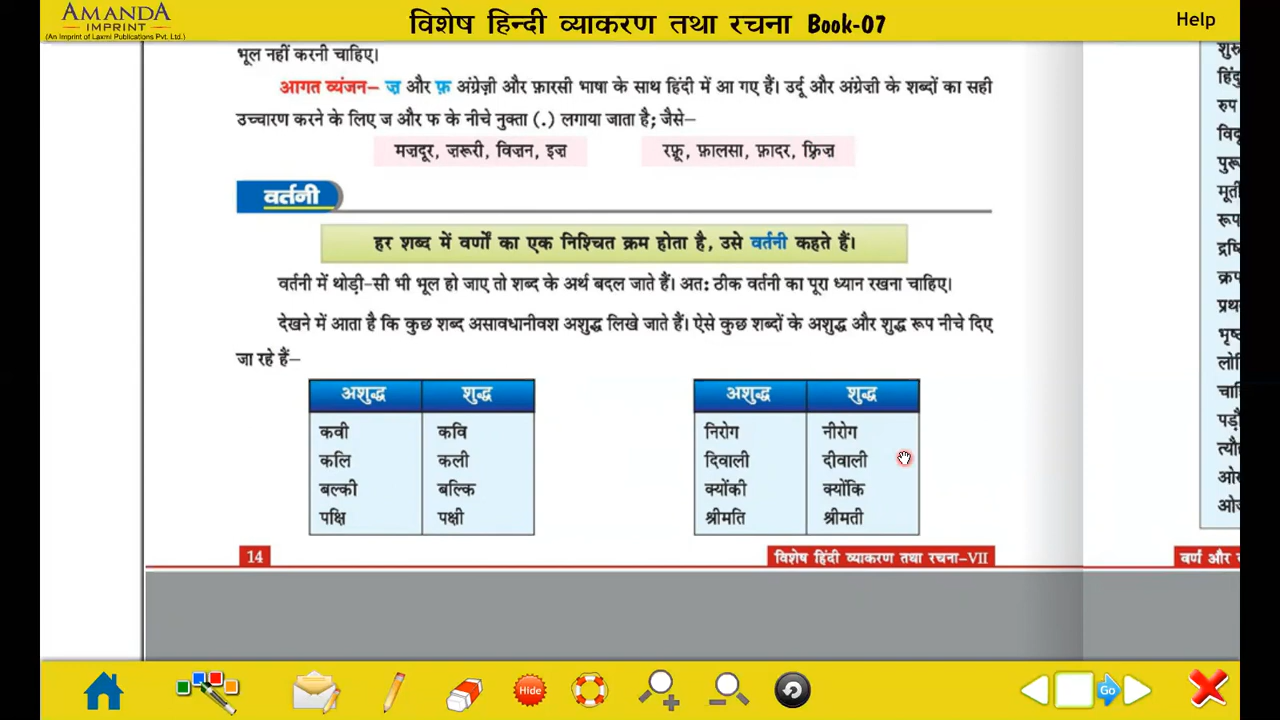 AMANDA
IMPRINT
(An Imprint of Laxmi Publications Pvt. Ltd.)
विशेष हिन्दी व्याकरण तथा रचना Book-07
Help
भूल नहीं करनी चाहिए।
आगत व्यंजन– ज़ और फ़ अंग्रेज़ी और फ़ारसी भाषा के साथ हिंदी में आ गए हैं। उर्दू और अंग्रेज़ी के शब्दों का सही
उच्चारण करने के लिए ज और फ के नीचे नुक्ता (.) लगाया जाता है; जैसे–
मज़दूर, ज़रूरी, विज़न, इज़
रफ़ू, फ़ालसा, फ़ादर, फ़्रिज़
वर्तनी
हर शब्द में वर्णों का एक निश्चित क्रम होता है, उसे वर्तनी कहते हैं।
वर्तनी में थोड़ी-सी भी भूल हो जाए तो शब्द के अर्थ बदल जाते हैं। अत: ठीक वर्तनी का पूरा ध्यान रखना चाहिए।
देखने में आता है कि कुछ शब्द असावधानीवश अशुद्ध लिखे जाते हैं। ऐसे कुछ शब्दों के अशुद्ध और शुद्ध रूप नीचे दिए
जा रहे हैं–
अशुद्ध शुद्ध
कवी कवि
कलि कली
बल्की बल्कि
पक्षि पक्षी
अशुद्ध शुद्ध
निरोग नीरोग
दिवाली दीवाली
क्योंकी क्योंकि
श्रीमति श्रीमती
14
विशेष हिंदी व्याकरण तथा रचना–VII
रुप
वर्ण और
Hide
Go